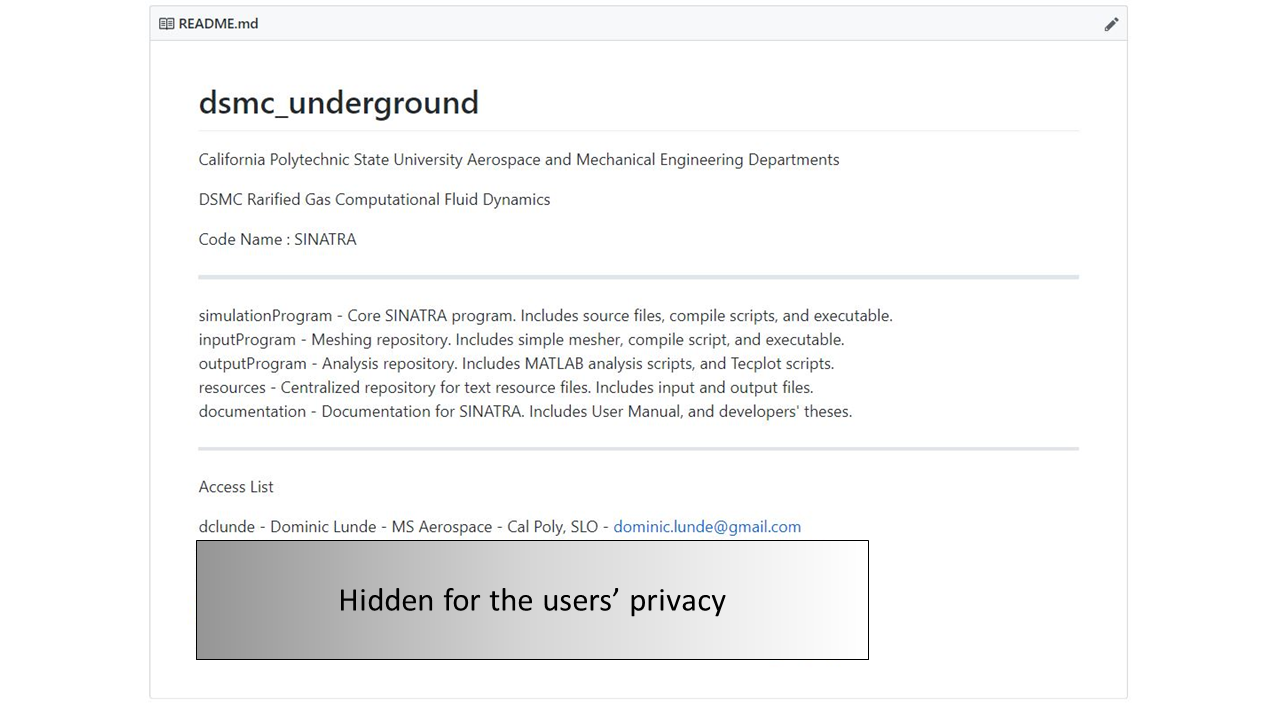 README.md
dsmc_underground
California Polytechnic State University Aerospace and Mechanical Engineering Departments
DSMC Rarified Gas Computational Fluid Dynamics
Code Name : SINATRA
simulationProgram - Core SINATRA program. Includes source files, compile scripts, and executable.
inputProgram - Meshing repository. Includes simple mesher, compile script, and executable.
outputProgram - Analysis repository. Includes MATLAB analysis scripts, and Tecplot scripts.
resources - Centralized repository for text resource files. Includes input and output files.
documentation - Documentation for SINATRA. Includes User Manual, and developers' theses.
Access List
dclunde - Dominic Lunde - MS Aerospace - Cal Poly, SLO - dominic.lunde@gmail.com
Hidden for the users’ privacy